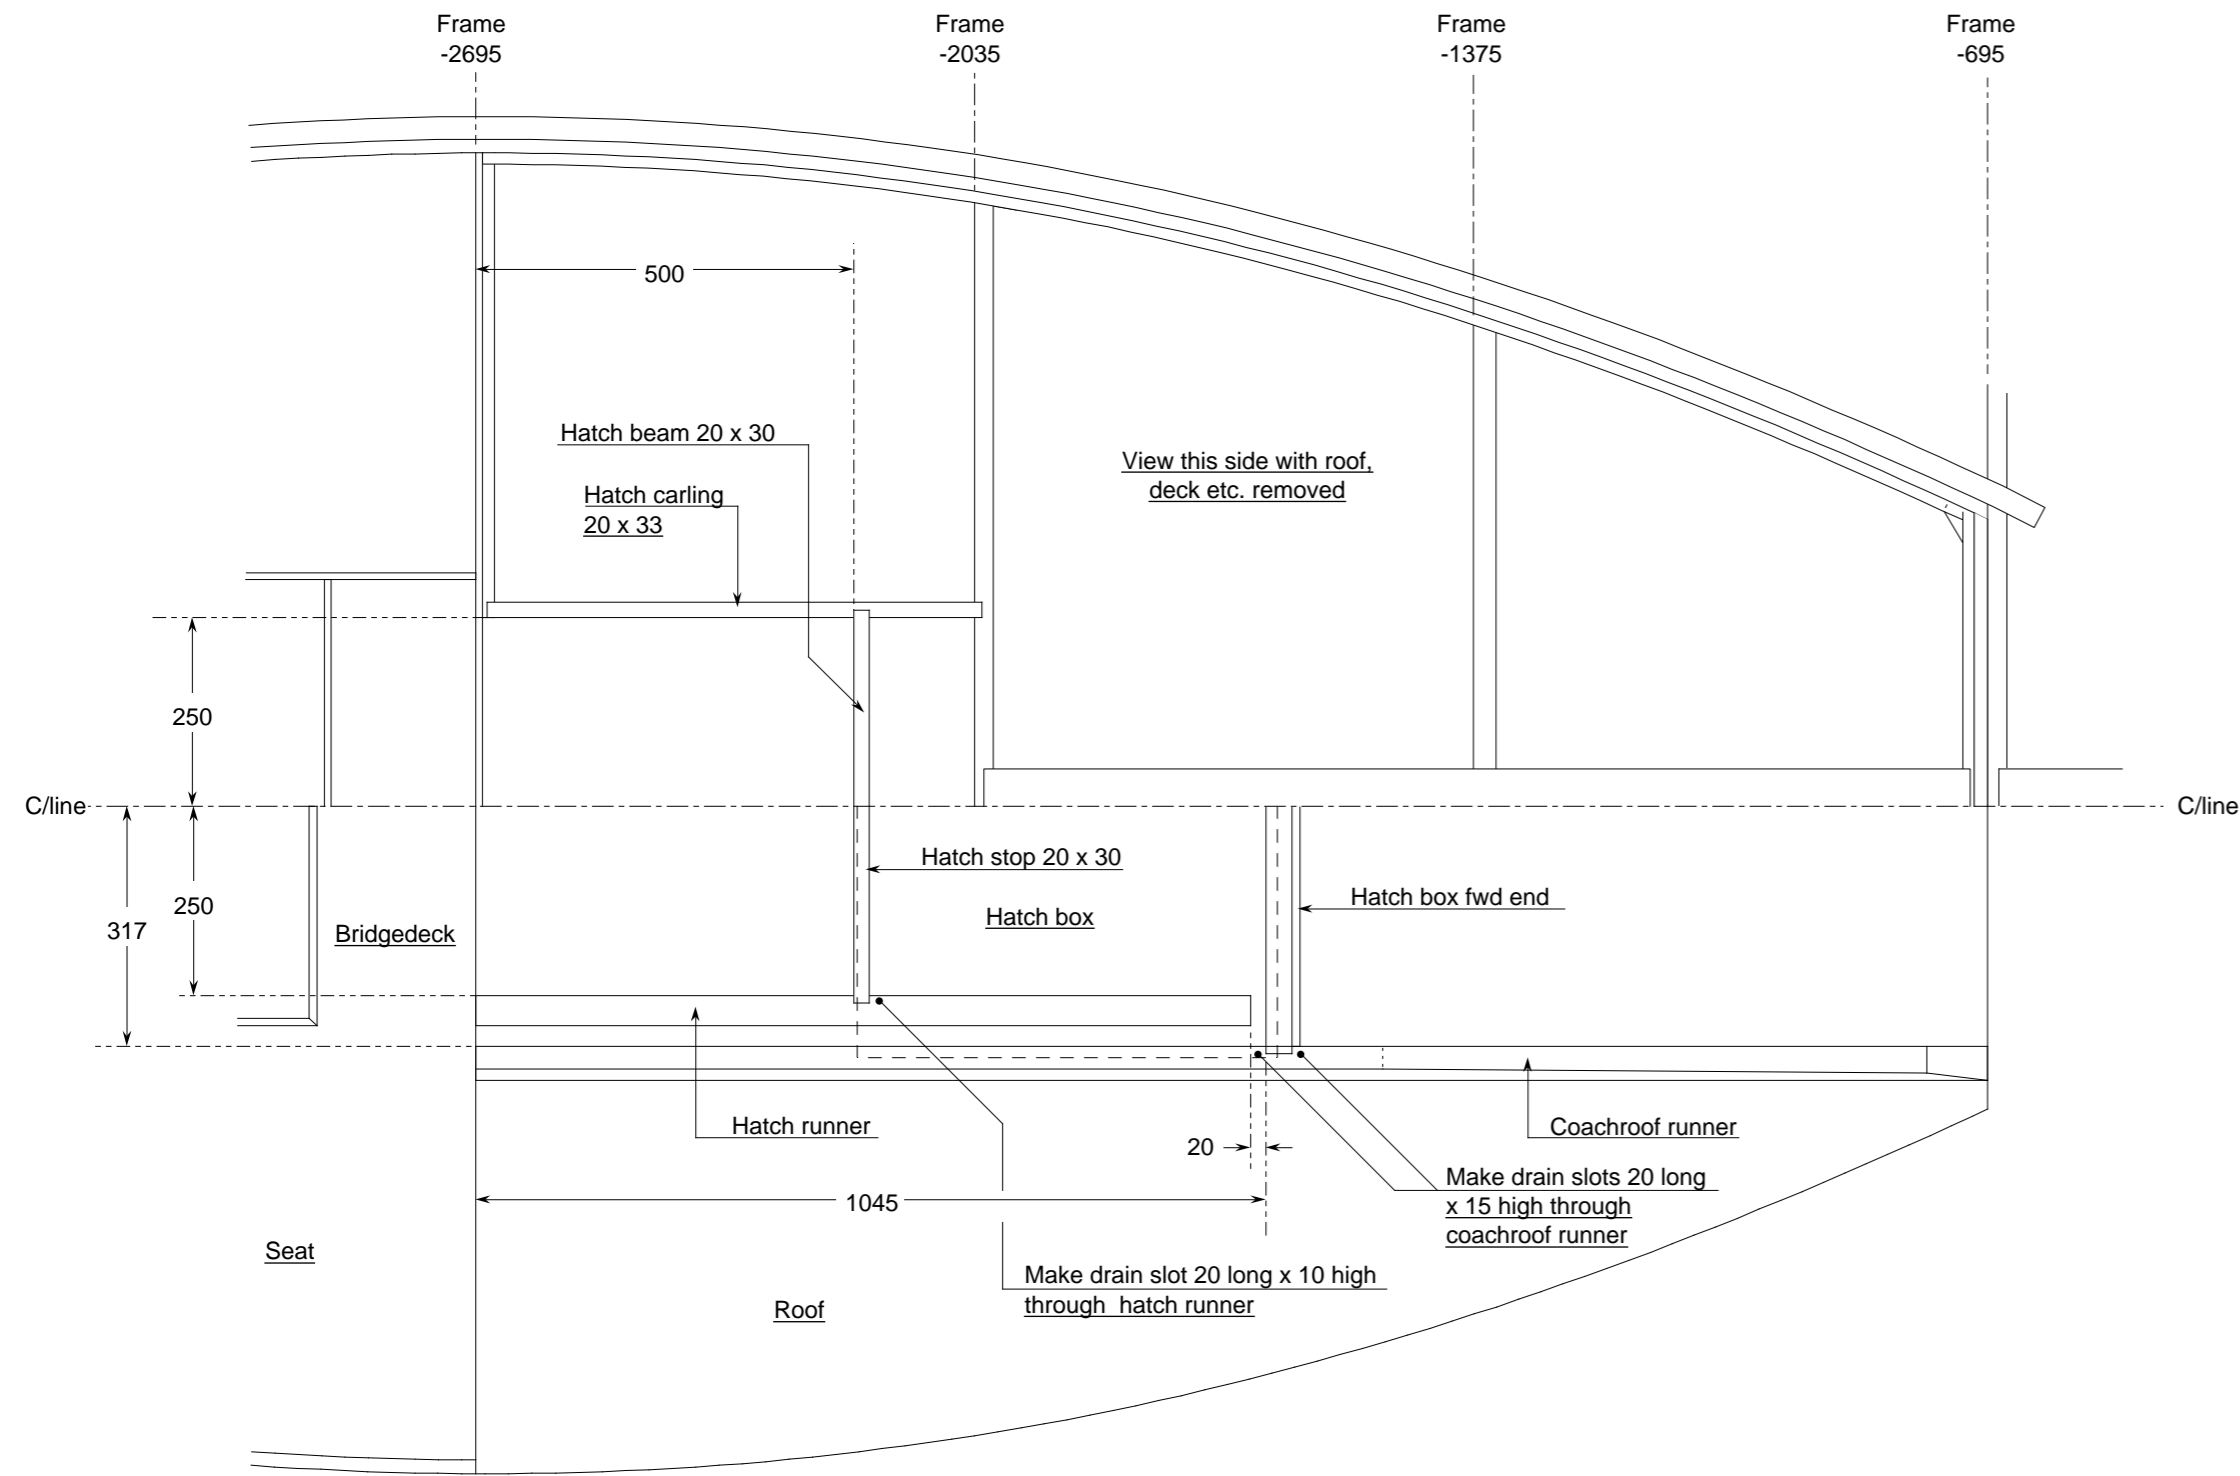 Frame
-2695
Frame
-2035
Frame
-1375
Frame
-695
500
Hatch beam 20 x 30
Hatch carling
20 x 33
View this side with roof,
deck etc. removed
250
C/line
C/line
250
317
Bridgedeck
Hatch stop 20 x 30
Hatch box
Hatch box fwd end
Hatch runner
Coachroof runner
20
1045
Make drain slots 20 long
x 15 high through
coachroof runner
Seat
Roof
Make drain slot 20 long x 10 high
through hatch runner